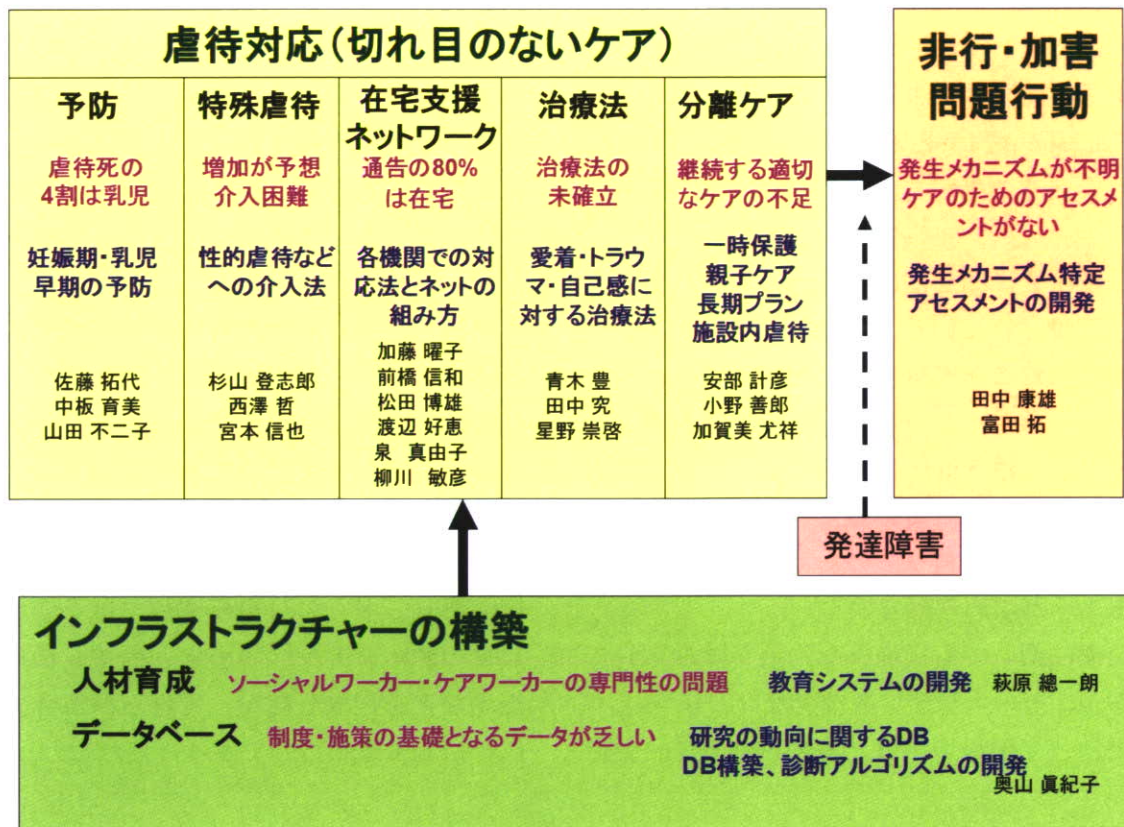 虐待対応(切れ目のないケア)
予防
虐待死の
4割は乳児
妊娠期・乳児
早期の予防
佐藤 拓代
中板 育美
山田 不二子
特殊虐待
増加が予想
介入困難
性的虐待など
への介入法
杉山 登志郎
西澤 哲
宮本 信也
在宅支援
ネットワーク
通告の80%
は在宅
各機関での対
応法とネットの
組み方
加藤 曜子
前橋 信和
松田 博雄
渡辺 好恵
泉 真由子
柳川 敏彦
治療法
治療法の
未確立
愛着・トラウ
マ・自己感に
対する治療法
青木 豊
田中 究
星野 崇啓
分離ケア
継続する適切
なケアの不足
一時保護
親子ケア
長期プラン
施設内虐待
安部 計彦
小野 善郎
加賀美 尤祥
非行・加害
問題行動
発生メカニズムが不明
ケアのためのアセスメ
ントがない
発生メカニズム特定
アセスメントの開発
田中 康雄
富田 拓
発達障害
インフラストラクチャーの構築
人材育成 ソーシャルワーカー・ケアワーカーの専門性の問題 教育システムの開発 萩原 總一朗
データベース 制度・施策の基礎となるデータが乏しい 研究の動向に関するDB
DB構築、診断アルゴリズムの開発
奥山 眞紀子